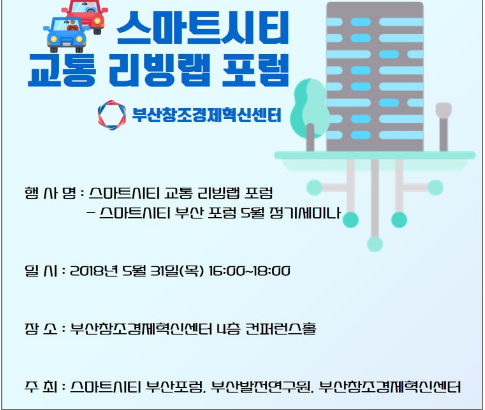 스마트시티
교통 리빙랩 포럼
부산창조경제혁신센터
행 사 명 : 스마트시티 교통 리빙랩 포럼
- 스마트시티 부산 포럼 5월 정기세미나
일 시 : 2018년 5월 31일(목) 16:00~18:00
장 소 : 부산창조경제혁신센터 4층 컨퍼런스홀
주 최 : 스마트시티 부산포럼, 부산발전연구원, 부산창조경제혁신센터